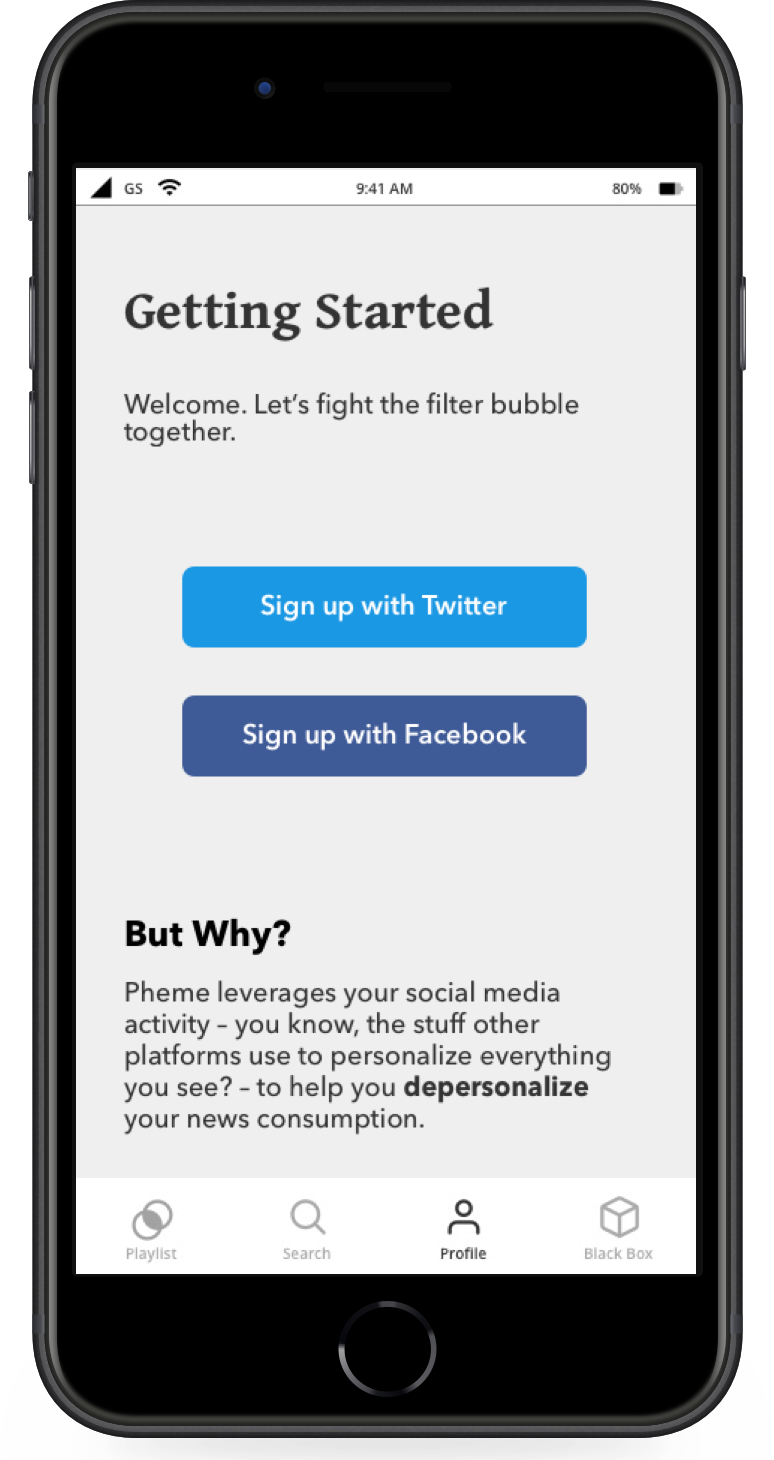 GS 9:41 AM 80%
Getting Started
Welcome. Let’s fight the filter bubble
together.
Sign up with Twitter
Sign up with Facebook
But Why?
Pheme leverages your social media
activity – you know, the stuff other
platforms use to personalize everything
you see? – to help you depersonalize
your news consumption.
Playlist Search Profile Black Box